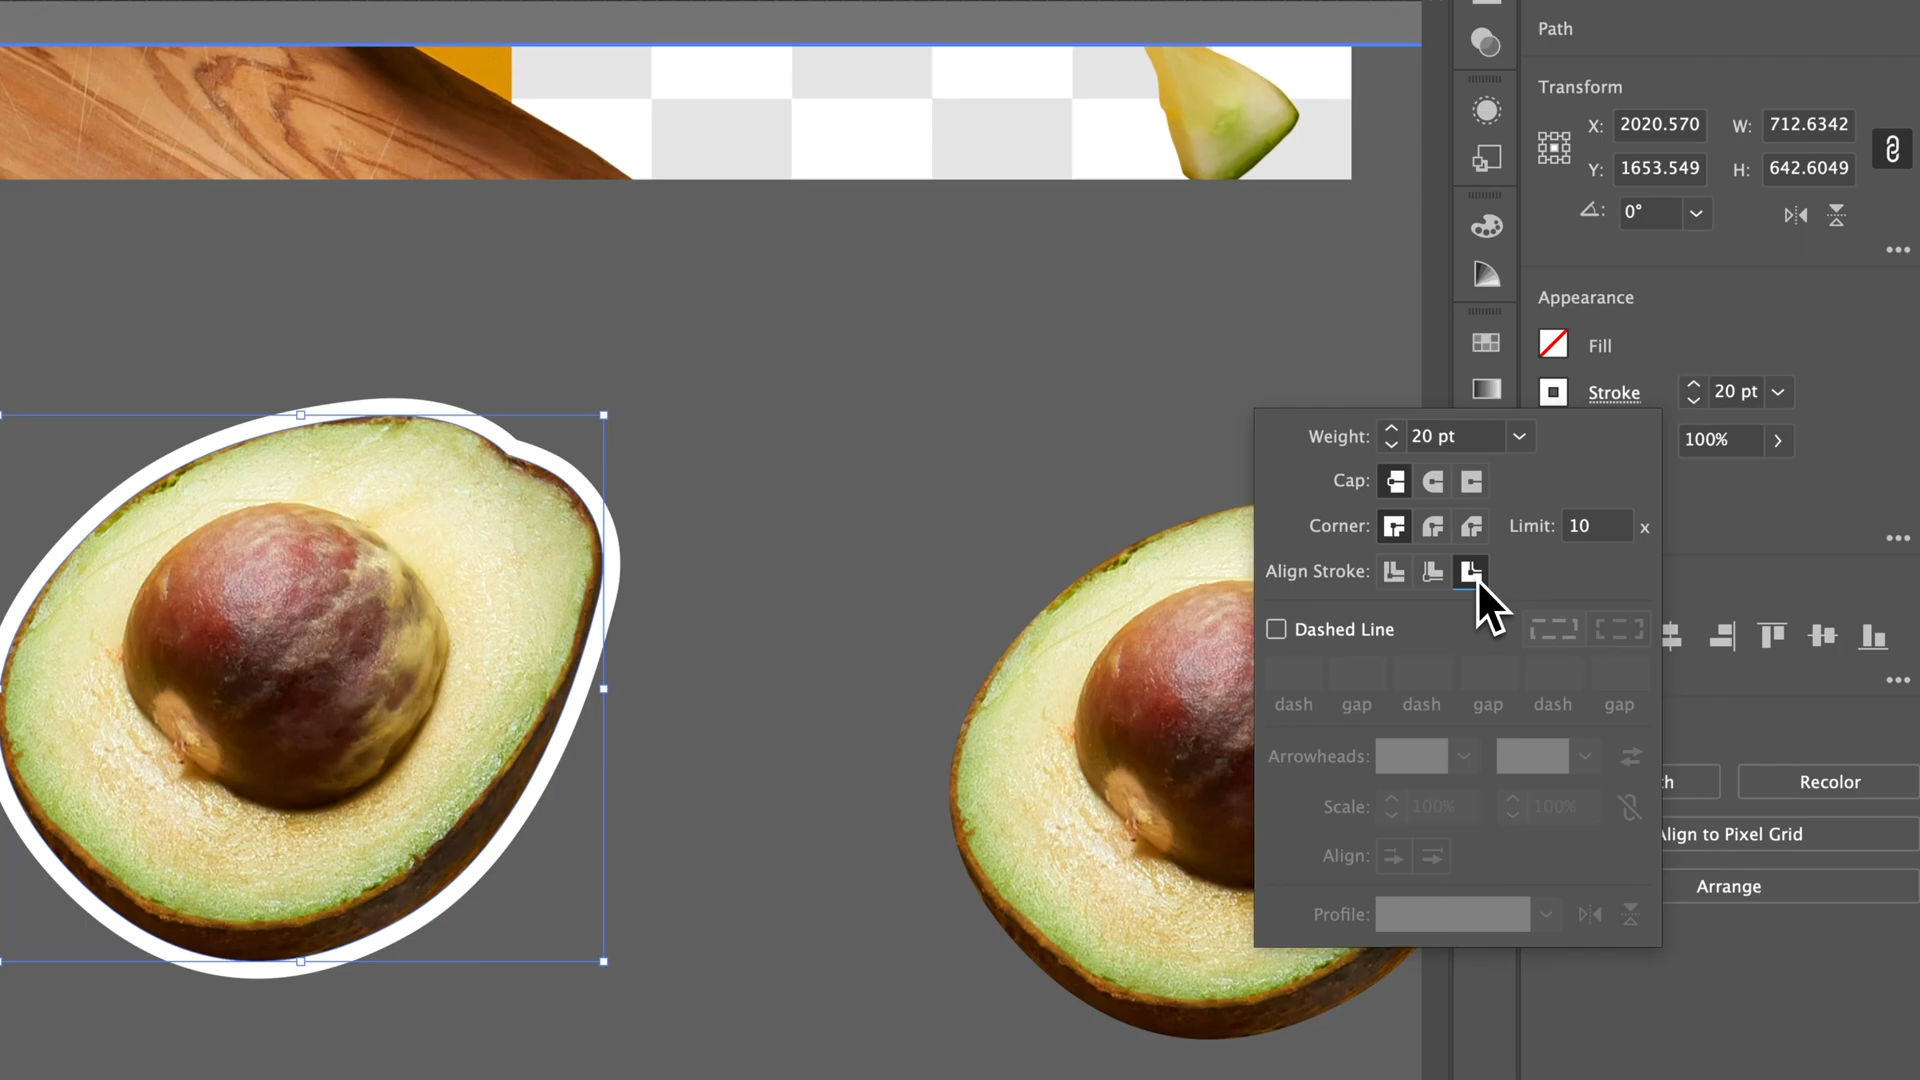 Path
Transform
X: 2020.570 W: 712.6342
Y: 1653.549 H: 642.6049
0°
Appearance
Fill
Stroke 20 pt
100%
Weight: 20 pt
Cap:
Corner: Limit: 10 x
Align Stroke:
Dashed Line
dash gap dash gap dash gap
Arrowheads:
Scale: 100% 100%
Align:
Profile:
th Recolor
Align to Pixel Grid
Arrange